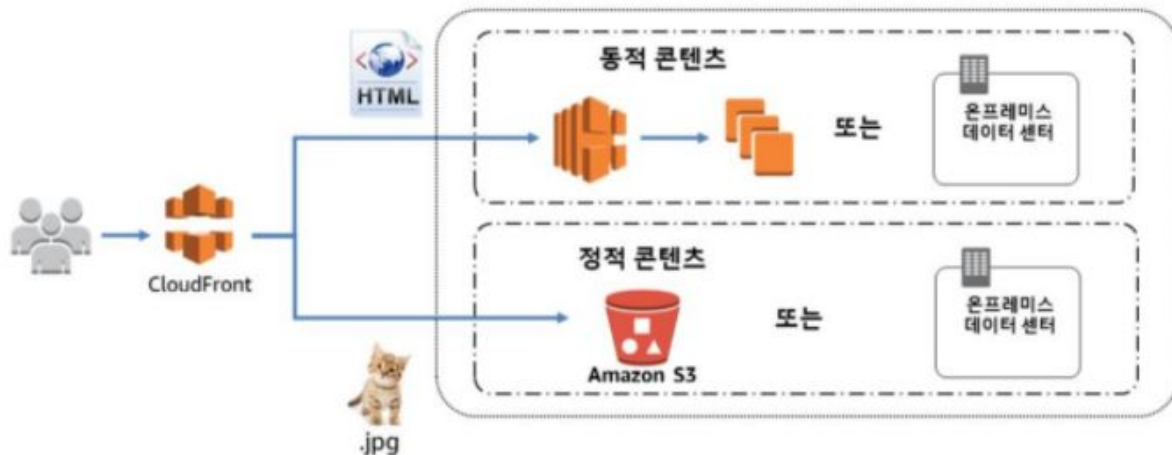 HTML
동적 콘텐츠
또는
온프레미스
데이터 센터
CloudFront
정적 콘텐츠
Amazon S3
또는
온프레미스
데이터 센터
.jpg